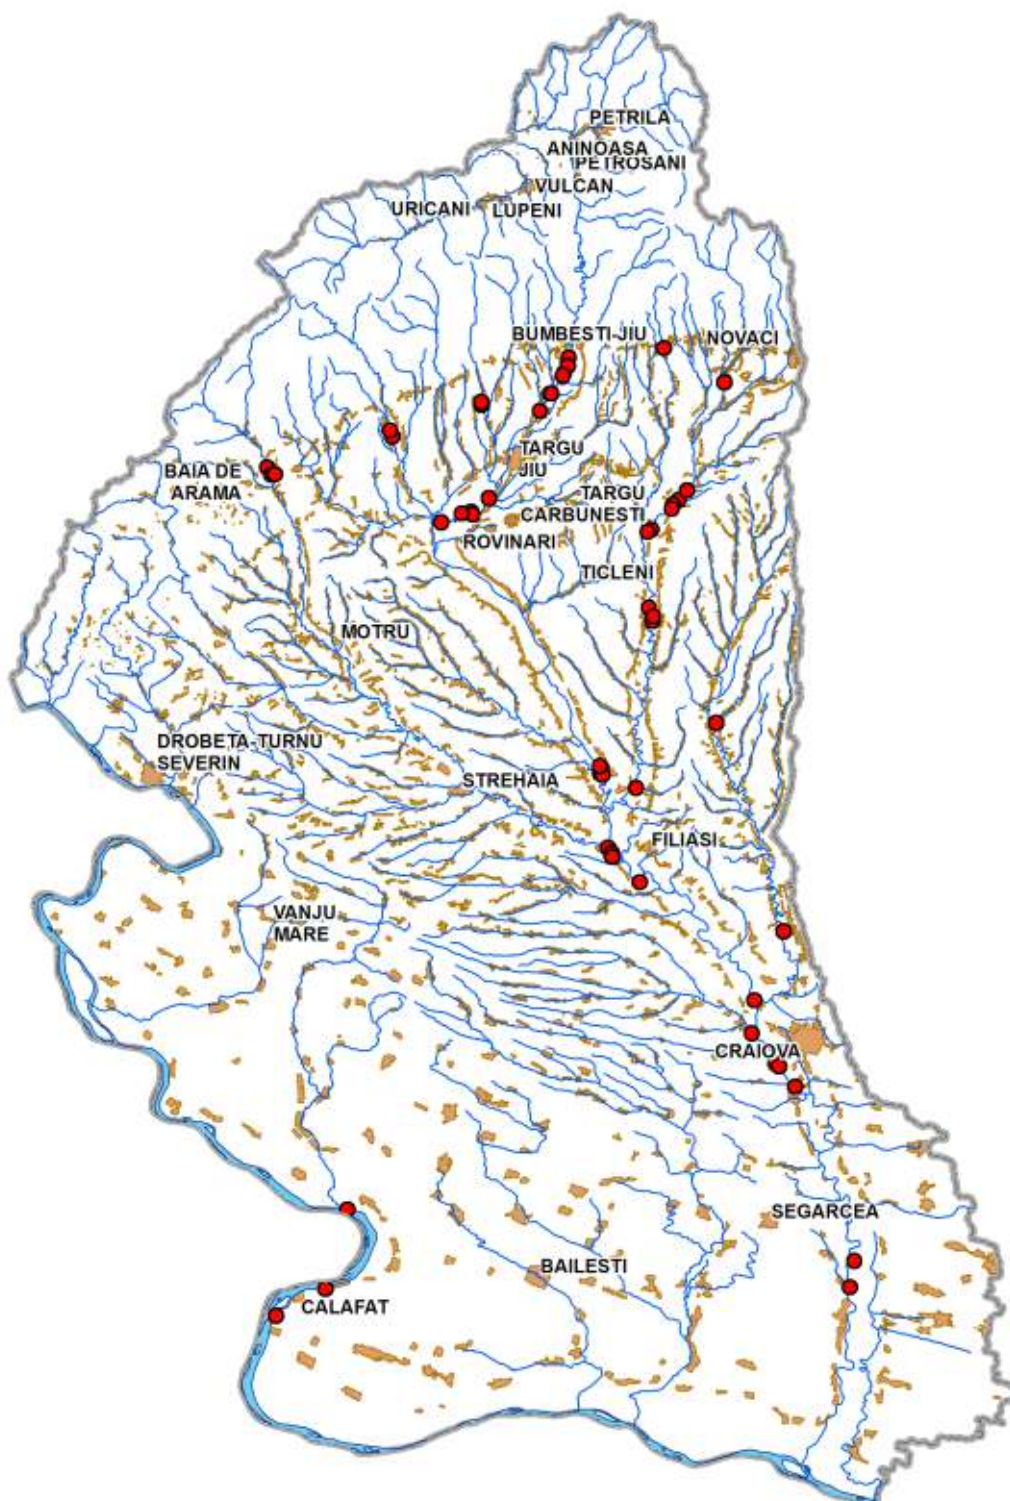 PETRILA
ANINOASA
PETROSANI
VULCAN
URICANI
LUPENI
BUMBESTI-JIU
NOVACI
TARGU
JIU
BAIA DE
ARAMA
TARGU
CARBUNESTI
ROVINARI
TICLENI
MOTRU
DROBETA-TURNU
SEVERIN
STREHAIA
FILIASI
VANJU
MARE
CRAIOVA
SEGARCEA
BAILESTI
CALAFAT